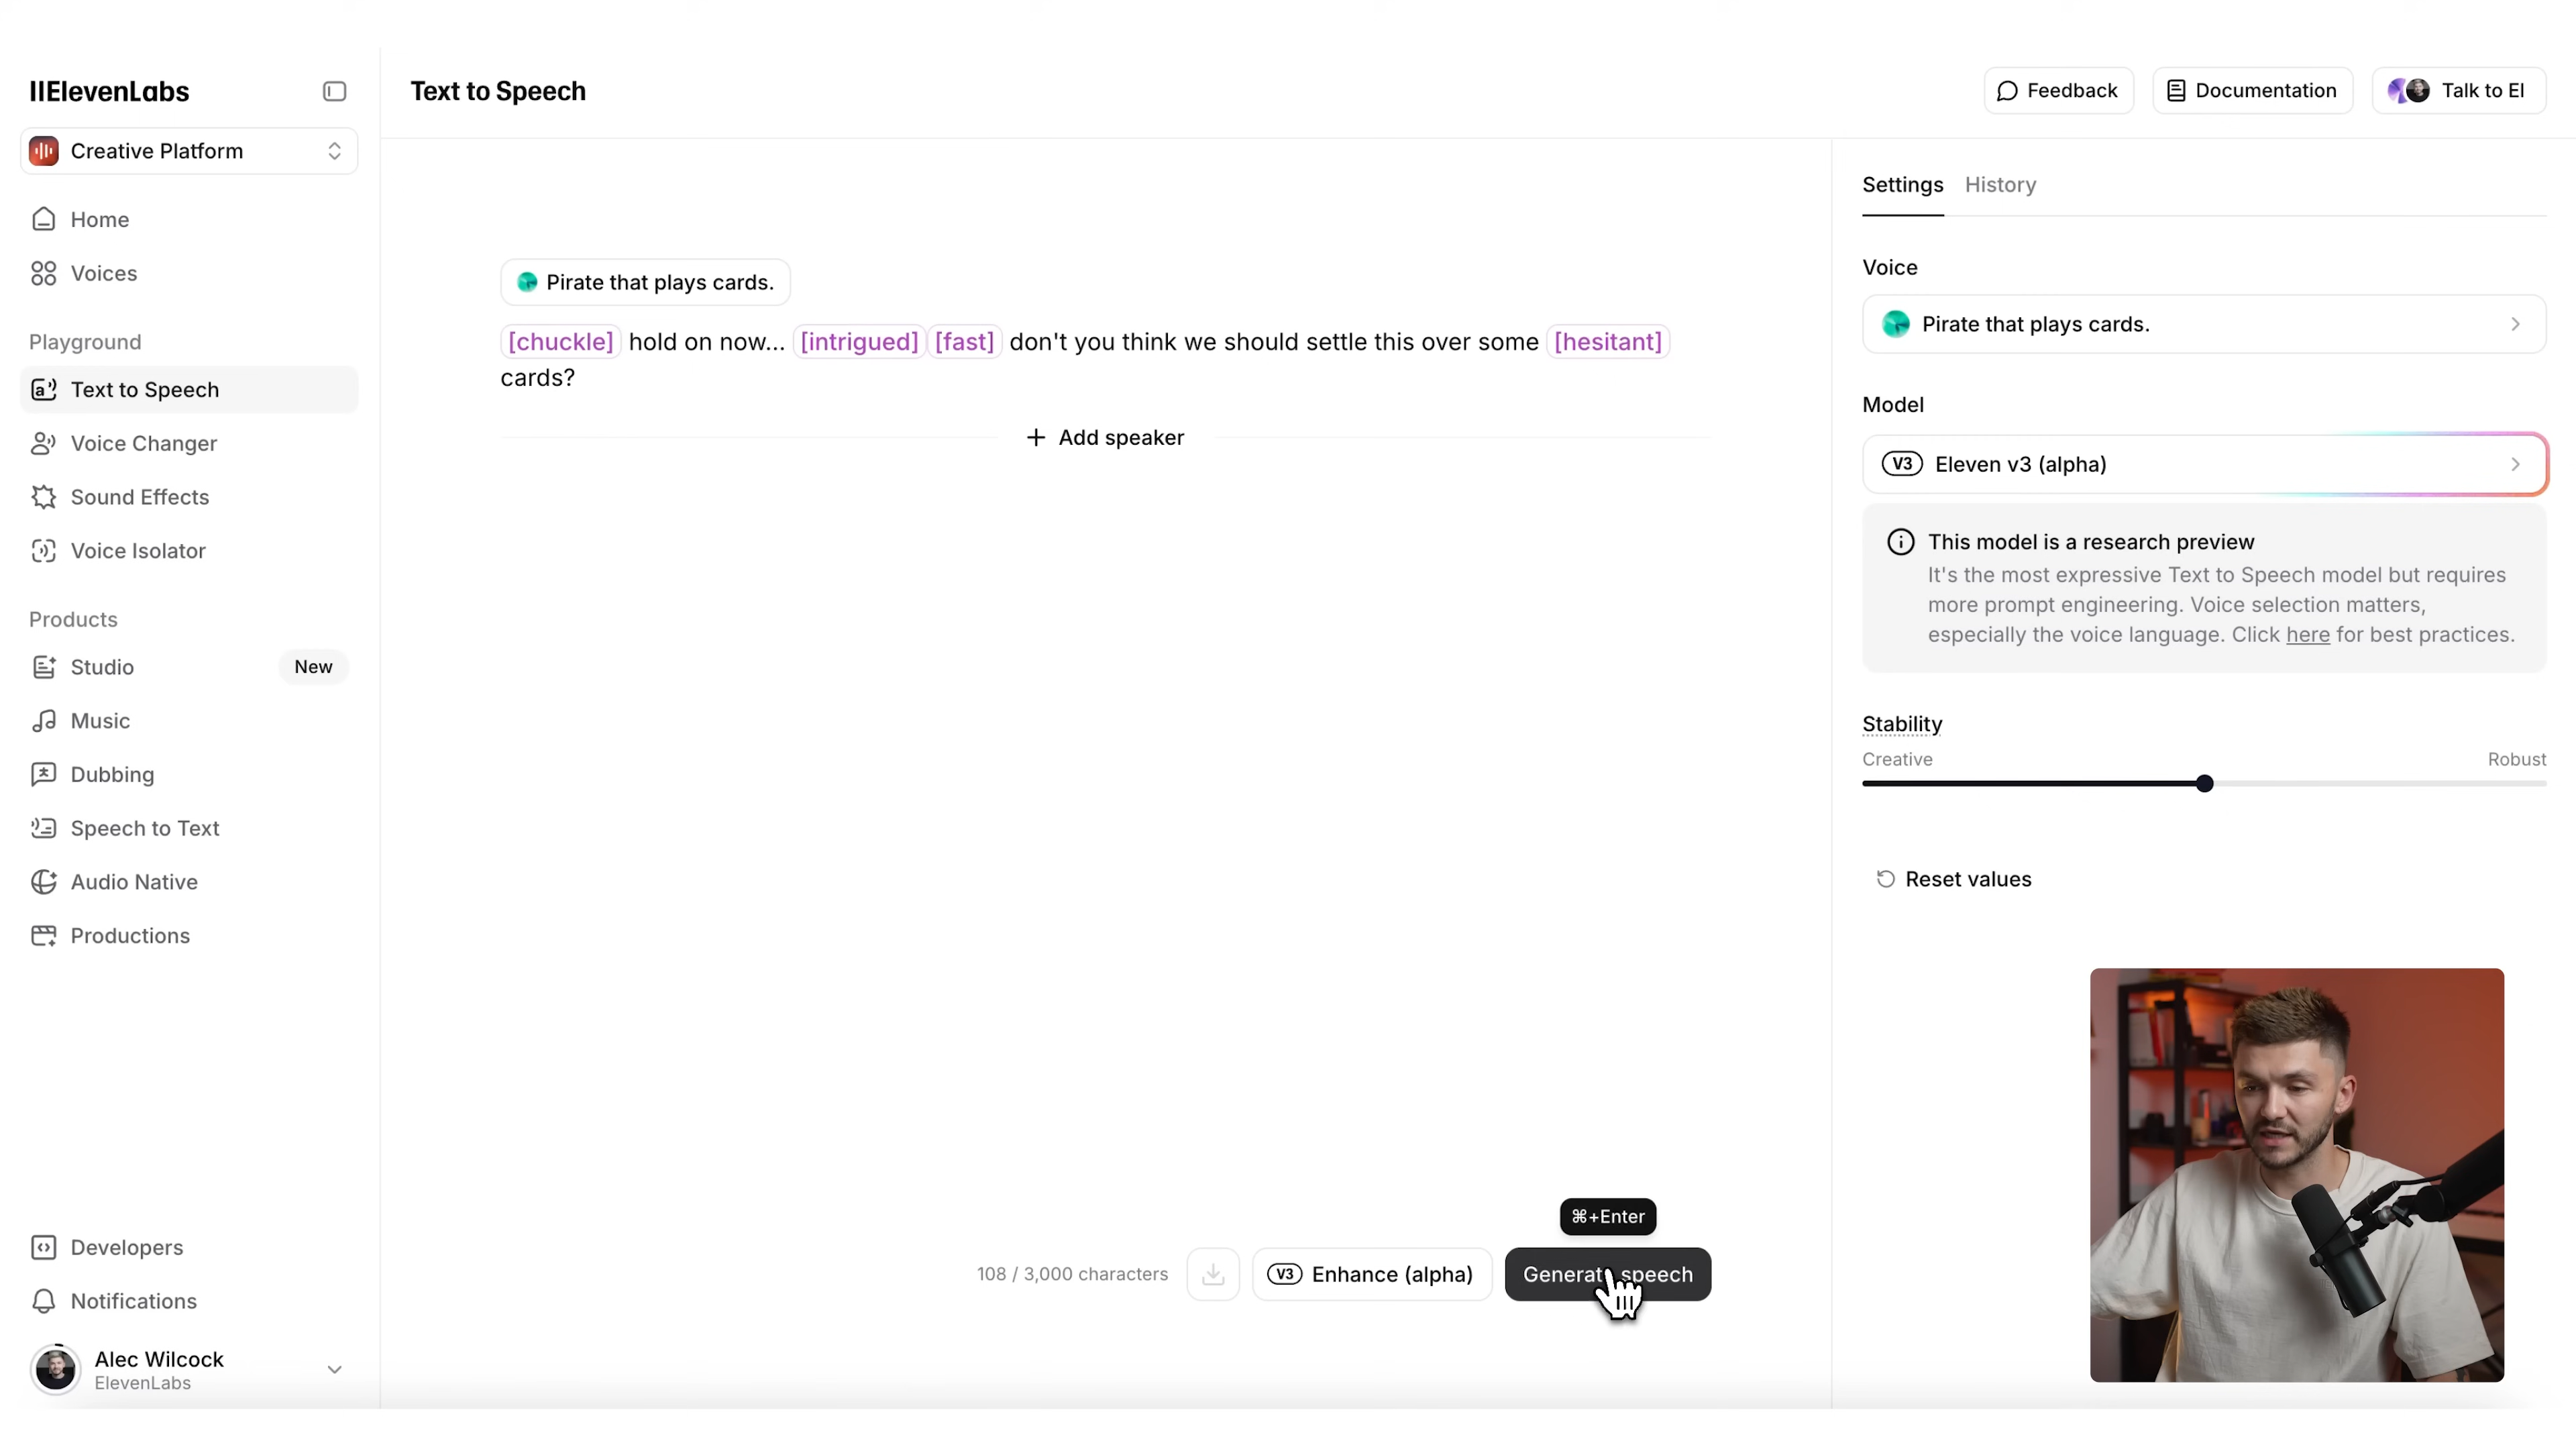 IIElevenLabs
Creative Platform
Home
Voices
Playground
Text to Speech
Voice Changer
Sound Effects
Voice Isolator
Products
Studio New
Music
Dubbing
Speech to Text
Audio Native
Productions
Developers
Notifications
Alec Wilcock
ElevenLabs
Text to Speech
Feedback
Documentation
Talk to El
Pirate that plays cards.
[chuckle] hold on now... [intrigued] [fast] don't you think we should settle this over some [hesitant]
cards?
+ Add speaker
⌘+Enter
108 / 3,000 characters
V3 Enhance (alpha)
Generate speech
Settings History
Voice
Pirate that plays cards.
Model
V3 Eleven v3 (alpha)
This model is a research preview
It's the most expressive Text to Speech model but requires
more prompt engineering. Voice selection matters,
especially the voice language. Click here for best practices.
Stability
Creative Robust
Reset values